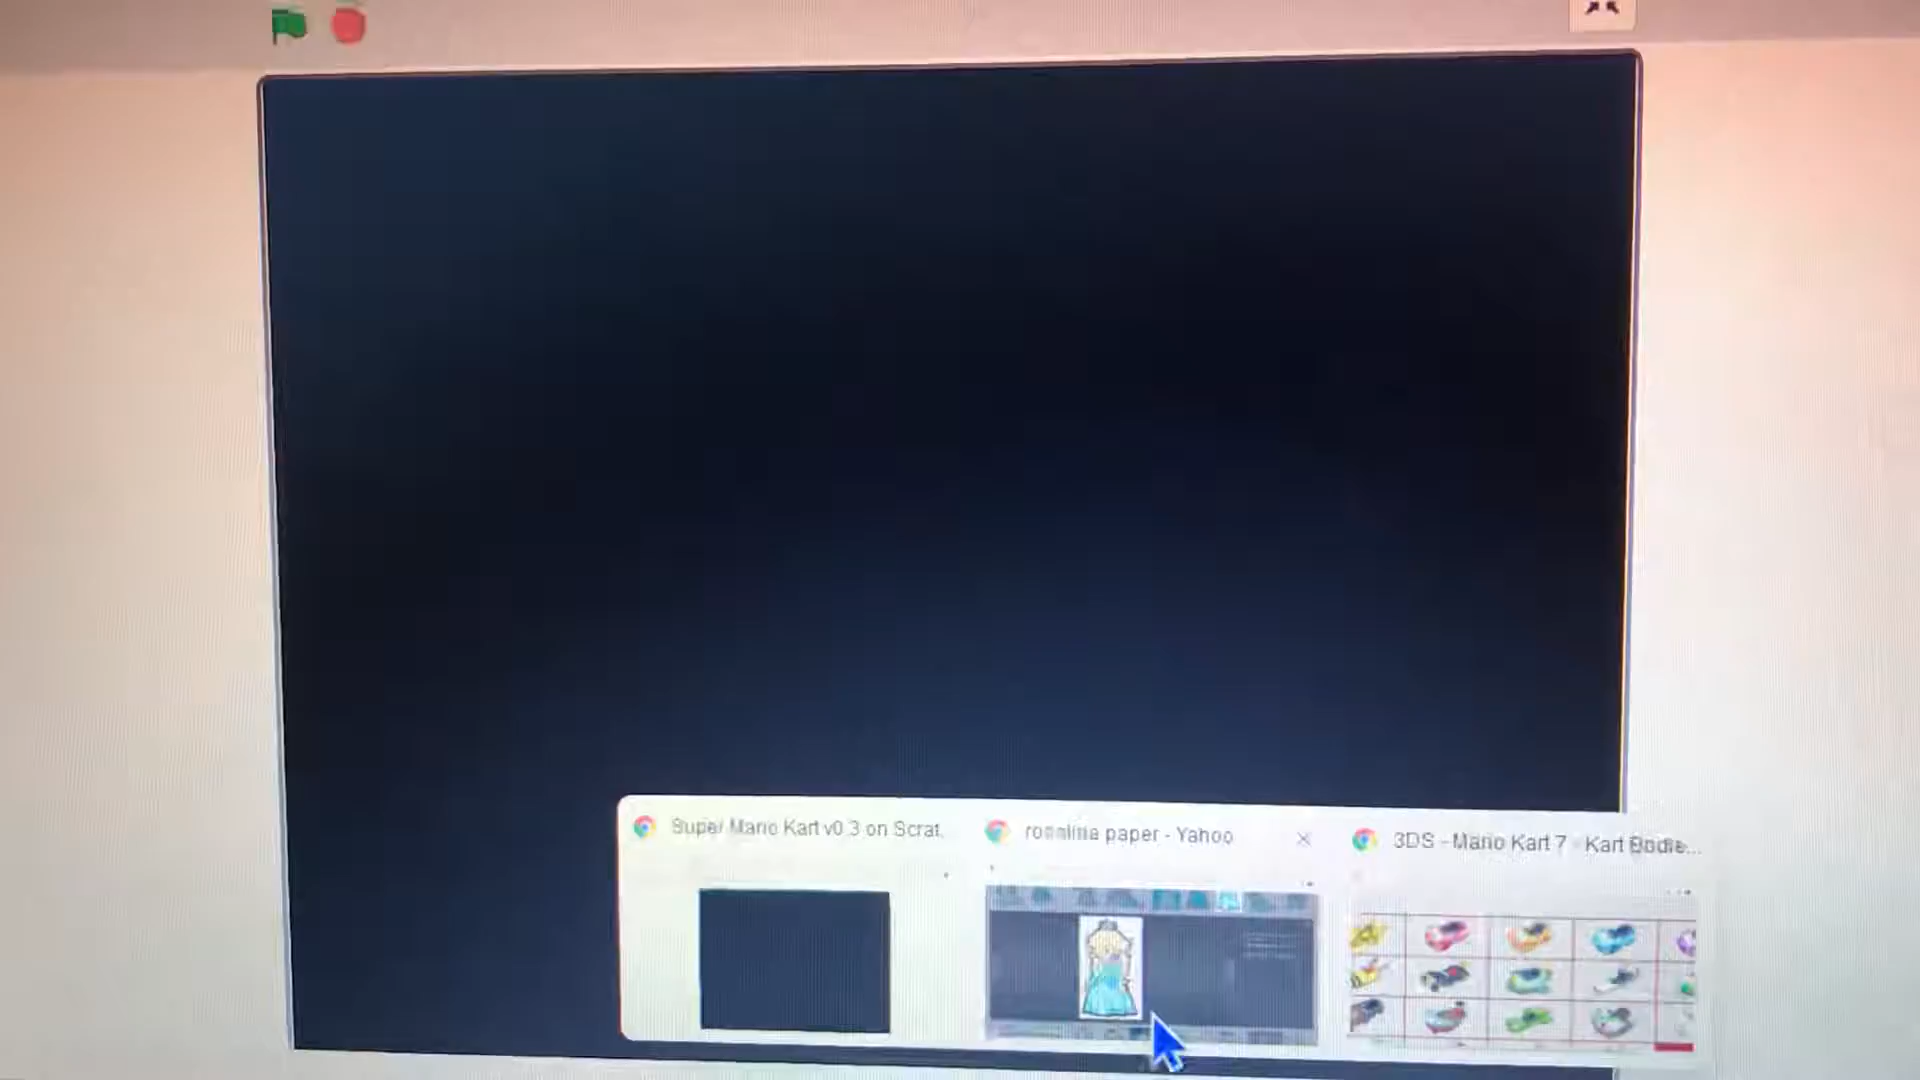 Super Mario Kart v0.3 on Scrat...
rosalina paper - Yahoo
3DS - Mario Kart 7 - Kart Bodie...